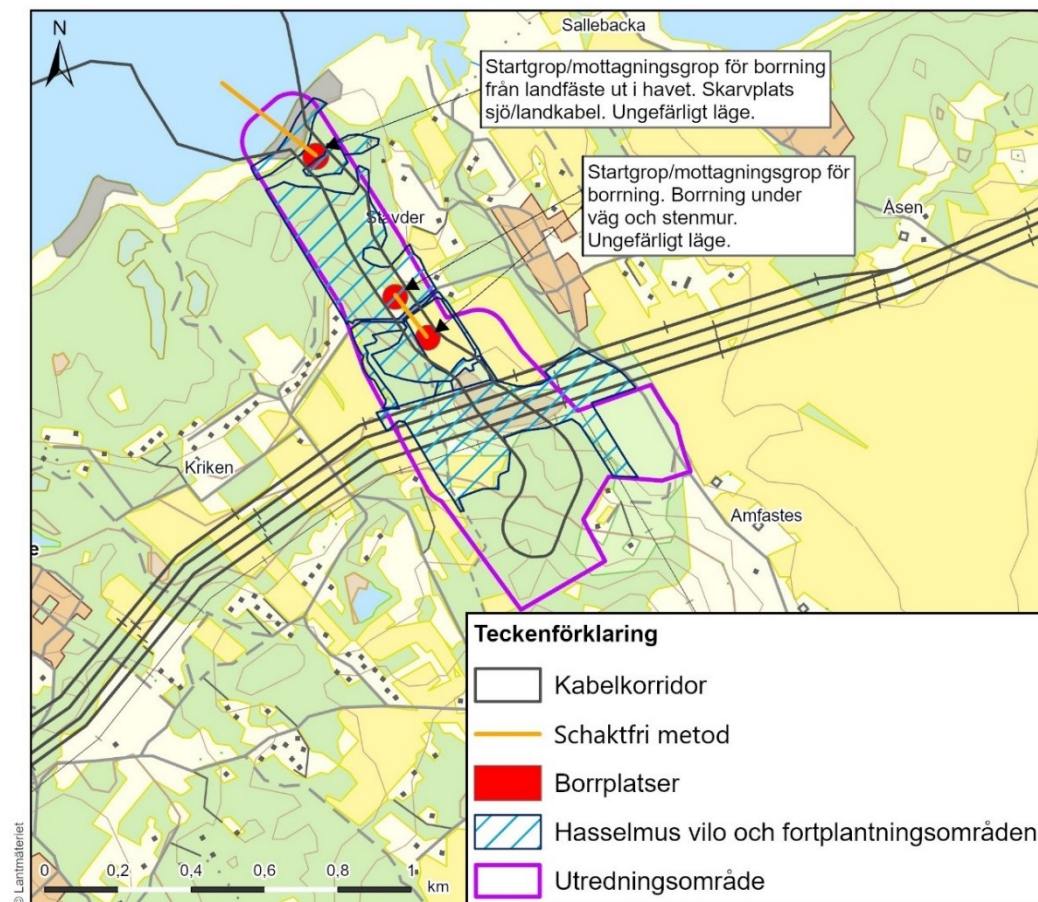 N
Sallebacka
Startgrop/mottagningsgrop för borrning
från landfäste ut i havet. Skarvplats
sjö/landkabel. Ungefärligt läge.
Startgrop/mottagningsgrop för
borrning. Borrning under
väg och stenmur.
Ungefärligt läge.
Åsen
Stavder
Kriken
Amfastes
e
Teckenförklaring
Kabelkorridor
Schaktfri metod
Borrplatser
Hasselmus vilo och fortplantningsområden
Utredningsområde
0 0,2 0,4 0,6 0,8 1
km
© Lantmäteriet